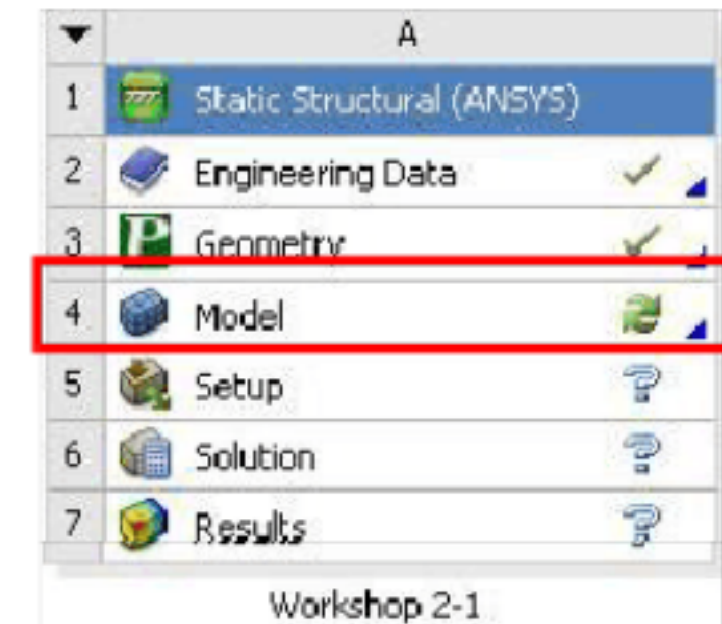 A
1 Static Structural (ANSYS)
2 Engineering Data
3 P Geometry
4 Model
5 Setup ?
6 Solution ?
7 Results ?
Workshop 2-1